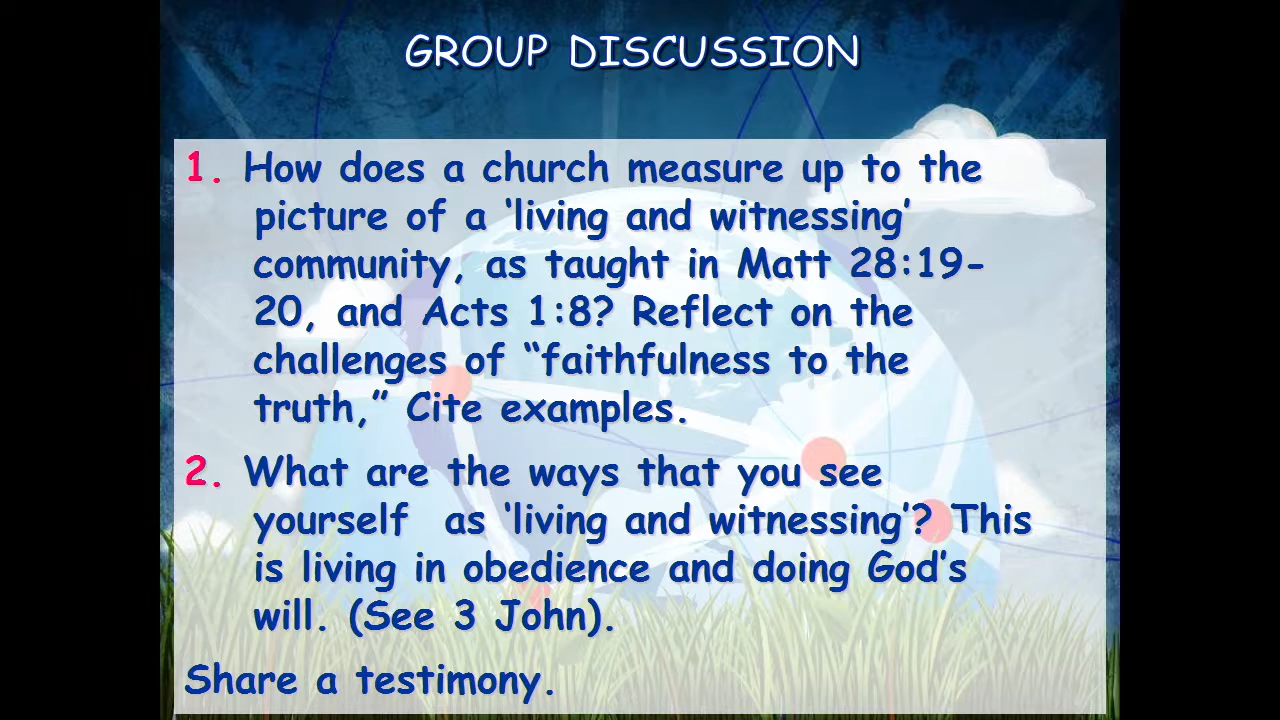 GROUP DISCUSSION
1. How does a church measure up to the
picture of a ‘living and witnessing’
community, as taught in Matt 28:19-
20, and Acts 1:8? Reflect on the
challenges of “faithfulness to the
truth,” Cite examples.
2. What are the ways that you see
yourself as ‘living and witnessing’? This
is living in obedience and doing God’s
will. (See 3 John).
Share a testimony.